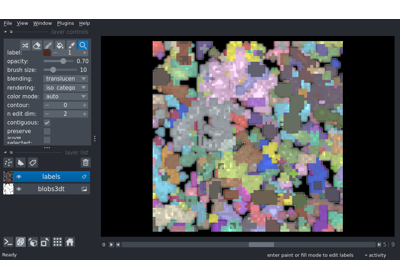 File View Window Plugins Help
layer controls
label: 1
opacity: 0.70
brush size: 10
blending: translucen
rendering: iso_catego
color mode: auto
contour: 0
n edit dim: 2
contiguous:
preserve
selected:
layer list
labels
blobs3dt
Ready
enter paint or fill mode to edit labels
activity